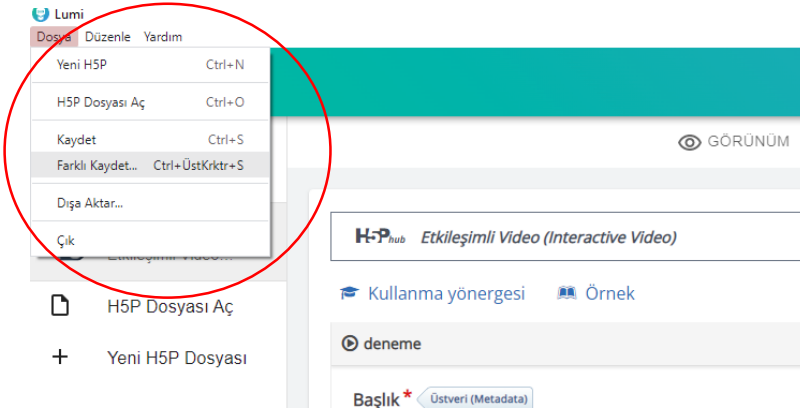 Lumi
Dosya Düzenle Yardım
Yeni H5P Ctrl+N
H5P Dosyası Aç Ctrl+O
Kaydet Ctrl+S
Farklı Kaydet... Ctrl+ÜstKrktr+S
Dışa Aktar...
Çık
Etkileşimli Video...
H5P Dosyası Aç
Yeni H5P Dosyası
GÖRÜNÜM
H5P hub Etkileşimli Video (Interactive Video)
Kullanma yönergesi Örnek
deneme
Başlık * Üstveri (Metadata)